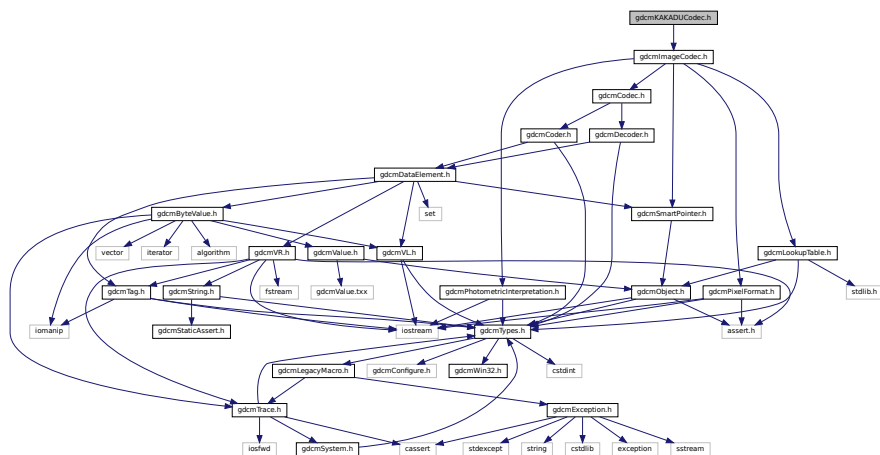 gdcmKAKADUCodec.h
gdcmImageCodec.h
gdcmCodec.h
gdcmCoder.h
gdcmDecoder.h
gdcmDataElement.h
gdcmByteValue.h
set
gdcmSmartPointer.h
vector
iterator
algorithm
gdcmVR.h
gdcmValue.h
gdcmVL.h
gdcmLookupTable.h
gdcmTag.h
gdcmString.h
fstream
gdcmValue.txx
gdcmPhotometricInterpretation.h
gdcmObject.h
gdcmPixelFormat.h
stdlib.h
iomanip
gdcmStaticAssert.h
iostream
gdcmTypes.h
assert.h
gdcmLegacyMacro.h
gdcmConfigure.h
gdcmWin32.h
cstdint
gdcmTrace.h
gdcmException.h
iosfwd
gdcmSystem.h
cassert
stdexcept
string
cstdlib
exception
sstream